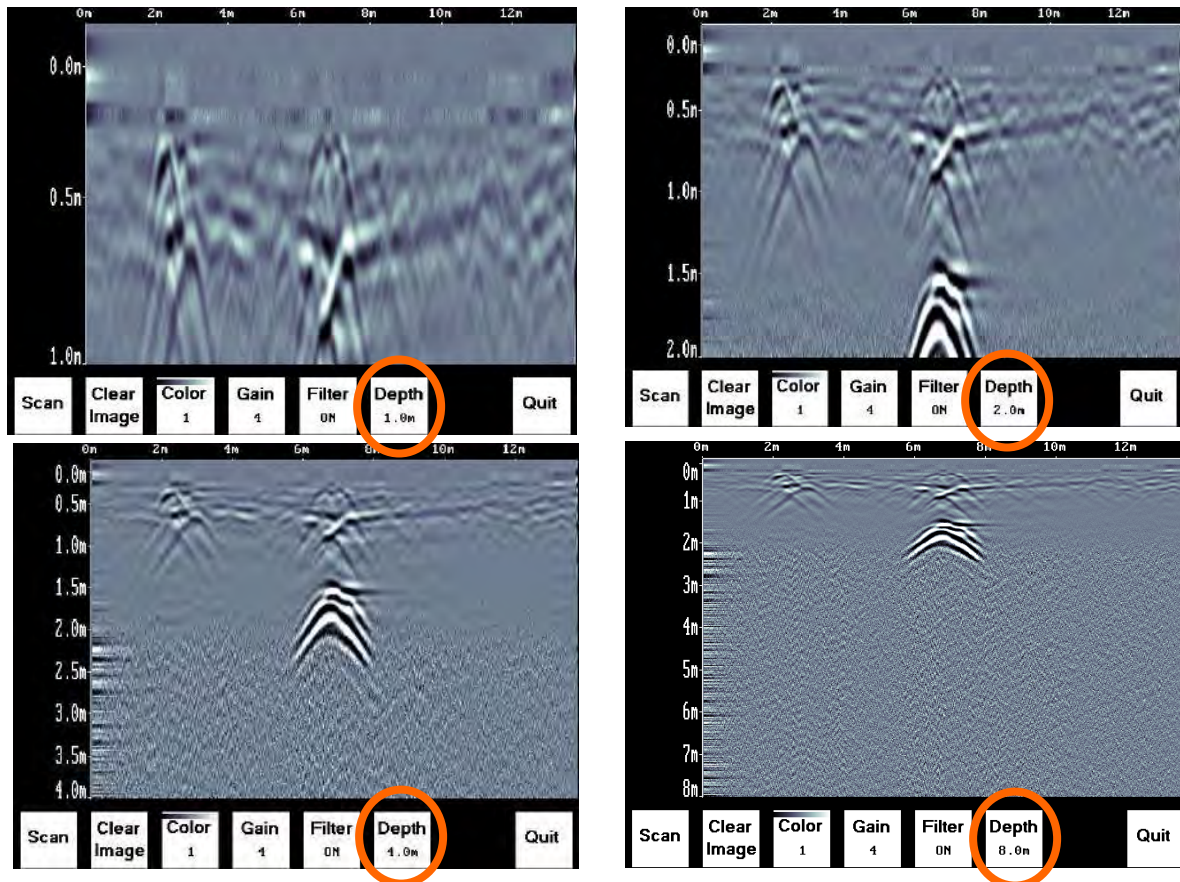 0m 2m 4m 6m 8m 10m 12m
0.0m
0.5m
1.0m
Scan Clear Image Color 1 Gain 4 Filter ON Depth 1.0m Quit
0m 2m 4m 6m 8m 10m 12m
0.0m
0.5m
1.0m
1.5m
2.0m
Scan Clear Image Color 1 Gain 4 Filter ON Depth 2.0m Quit
0m 2m 4m 6m 8m 10m 12m
0.0m
0.5m
1.0m
1.5m
2.0m
2.5m
3.0m
3.5m
4.0m
Scan Clear Image Color 1 Gain 4 Filter ON Depth 4.0m Quit
0m 2m 4m 6m 8m 10m 12m
0m
1m
2m
3m
4m
5m
6m
7m
8m
Scan Clear Image Color 1 Gain 4 Filter ON Depth 8.0m Quit